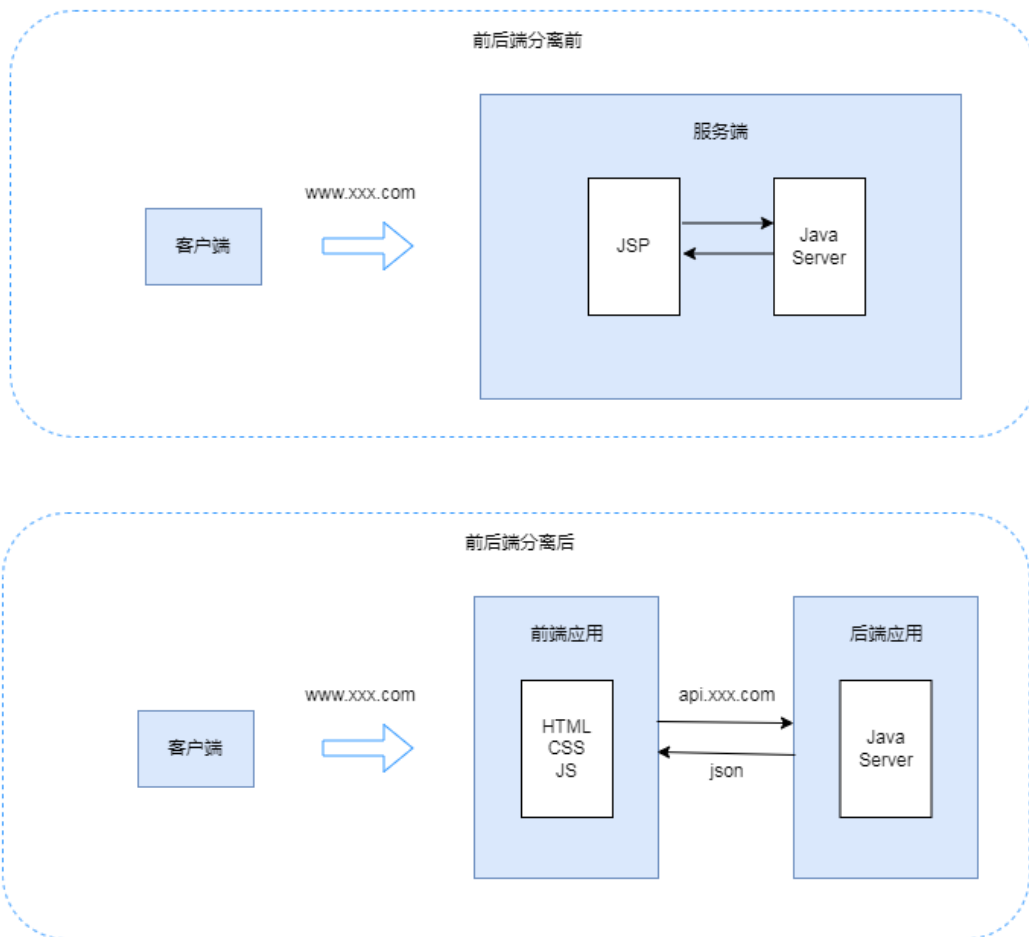 前后端分离前
服务端
www.xxx.com
客户端
JSP
Java
Server
前后端分离后
前端应用
后端应用
www.xxx.com
api.xxx.com
客户端
HTML
CSS
JS
json
Java
Server